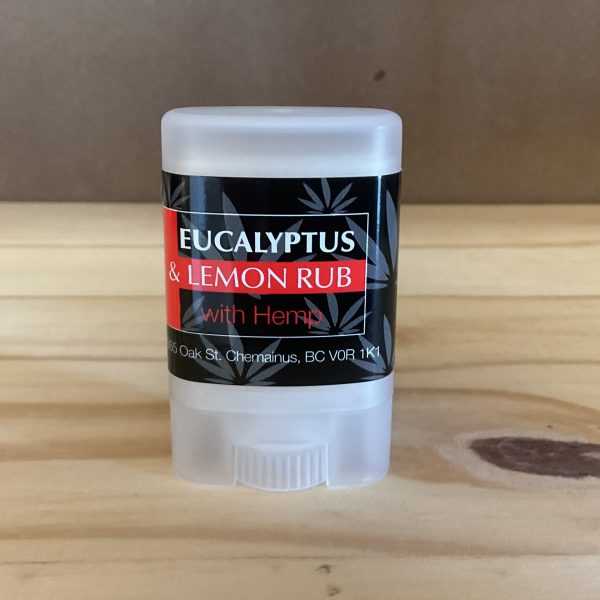 EUCALYPTUS
& LEMON RUB
with Hemp
Oak St. Chemainus, BC V0R 1K1